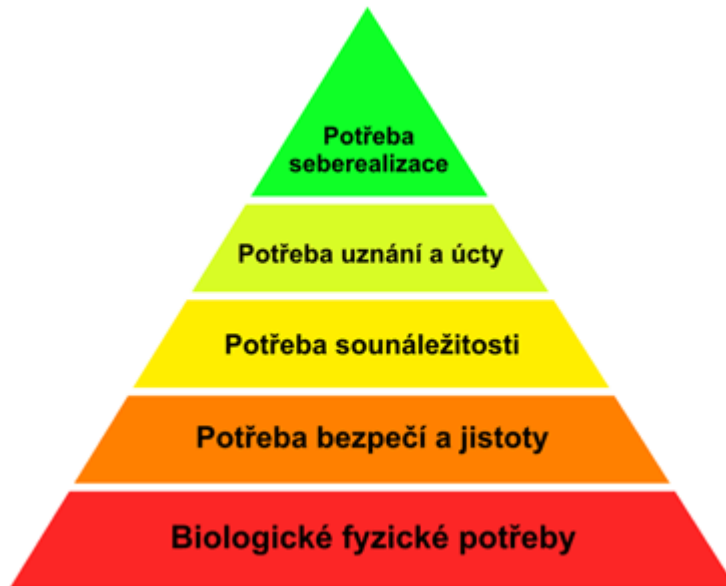 Potřeba
seberealizace
Potřeba uznání a úcty
Potřeba sounáležitosti
Potřeba bezpečí a jistoty
Biologické fyzické potřeby